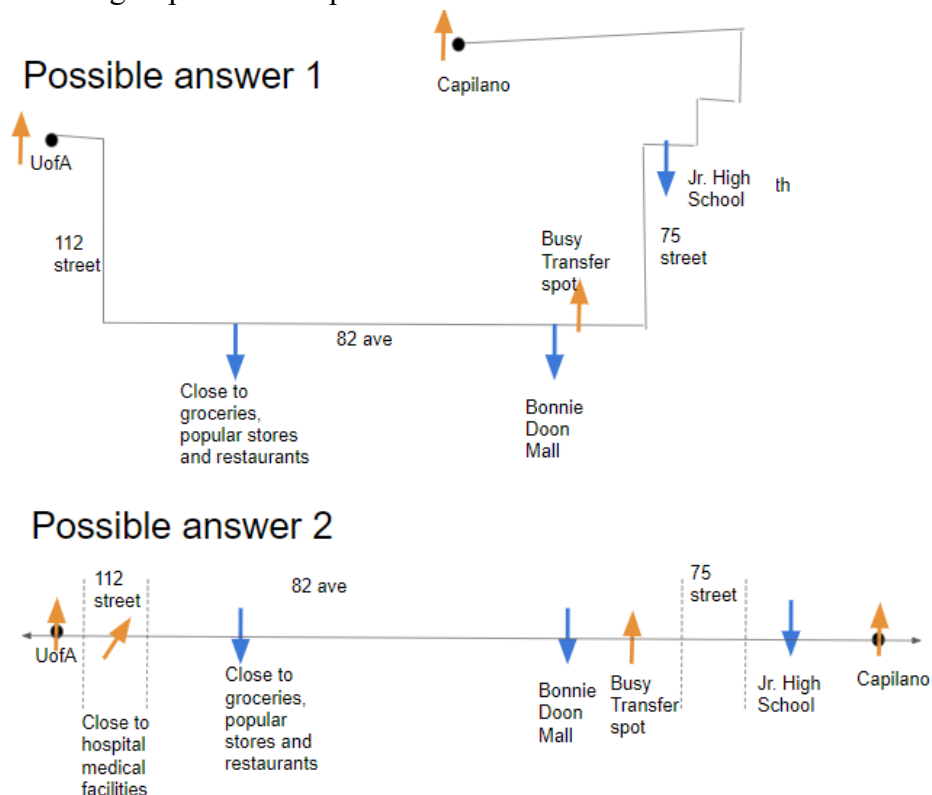 Possible answer 1
Capilano
UofA
Jr. High
School
th
112
street
Busy
Transfer
spot
75
street
82 ave
Close to
groceries,
popular stores
and restaurants
Bonnie
Doon
Mall
Possible answer 2
112
street
82 ave
75
street
UofA
Close to
groceries,
popular
stores and
restaurants
Bonnie
Doon
Mall
Busy
Transfer
spot
Jr. High
School
Capilano
Close to
hospital
medical
facilities